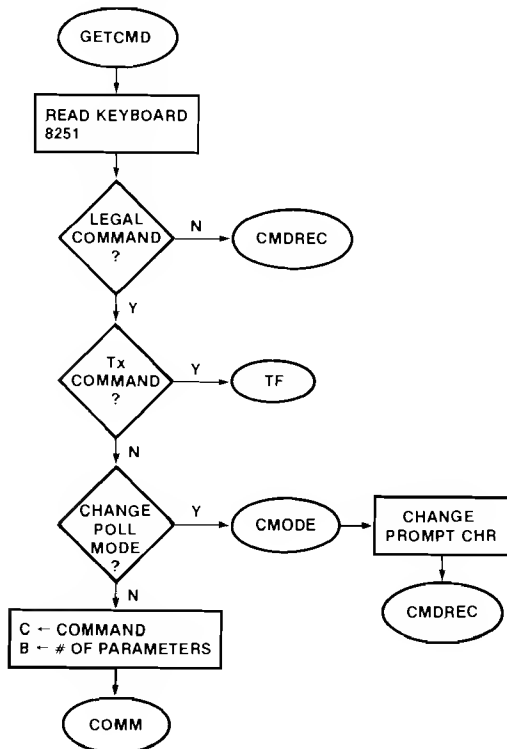 GETCMD
READ KEYBOARD
8251
LEGAL
COMMAND
?
N
CMDREC
Y
Tx
COMMAND
?
Y
TF
N
CHANGE
POLL
MODE
?
Y
CMODE
CHANGE
PROMPT CHR
CMDREC
N
C ← COMMAND
B ← # OF PARAMETERS
COMM